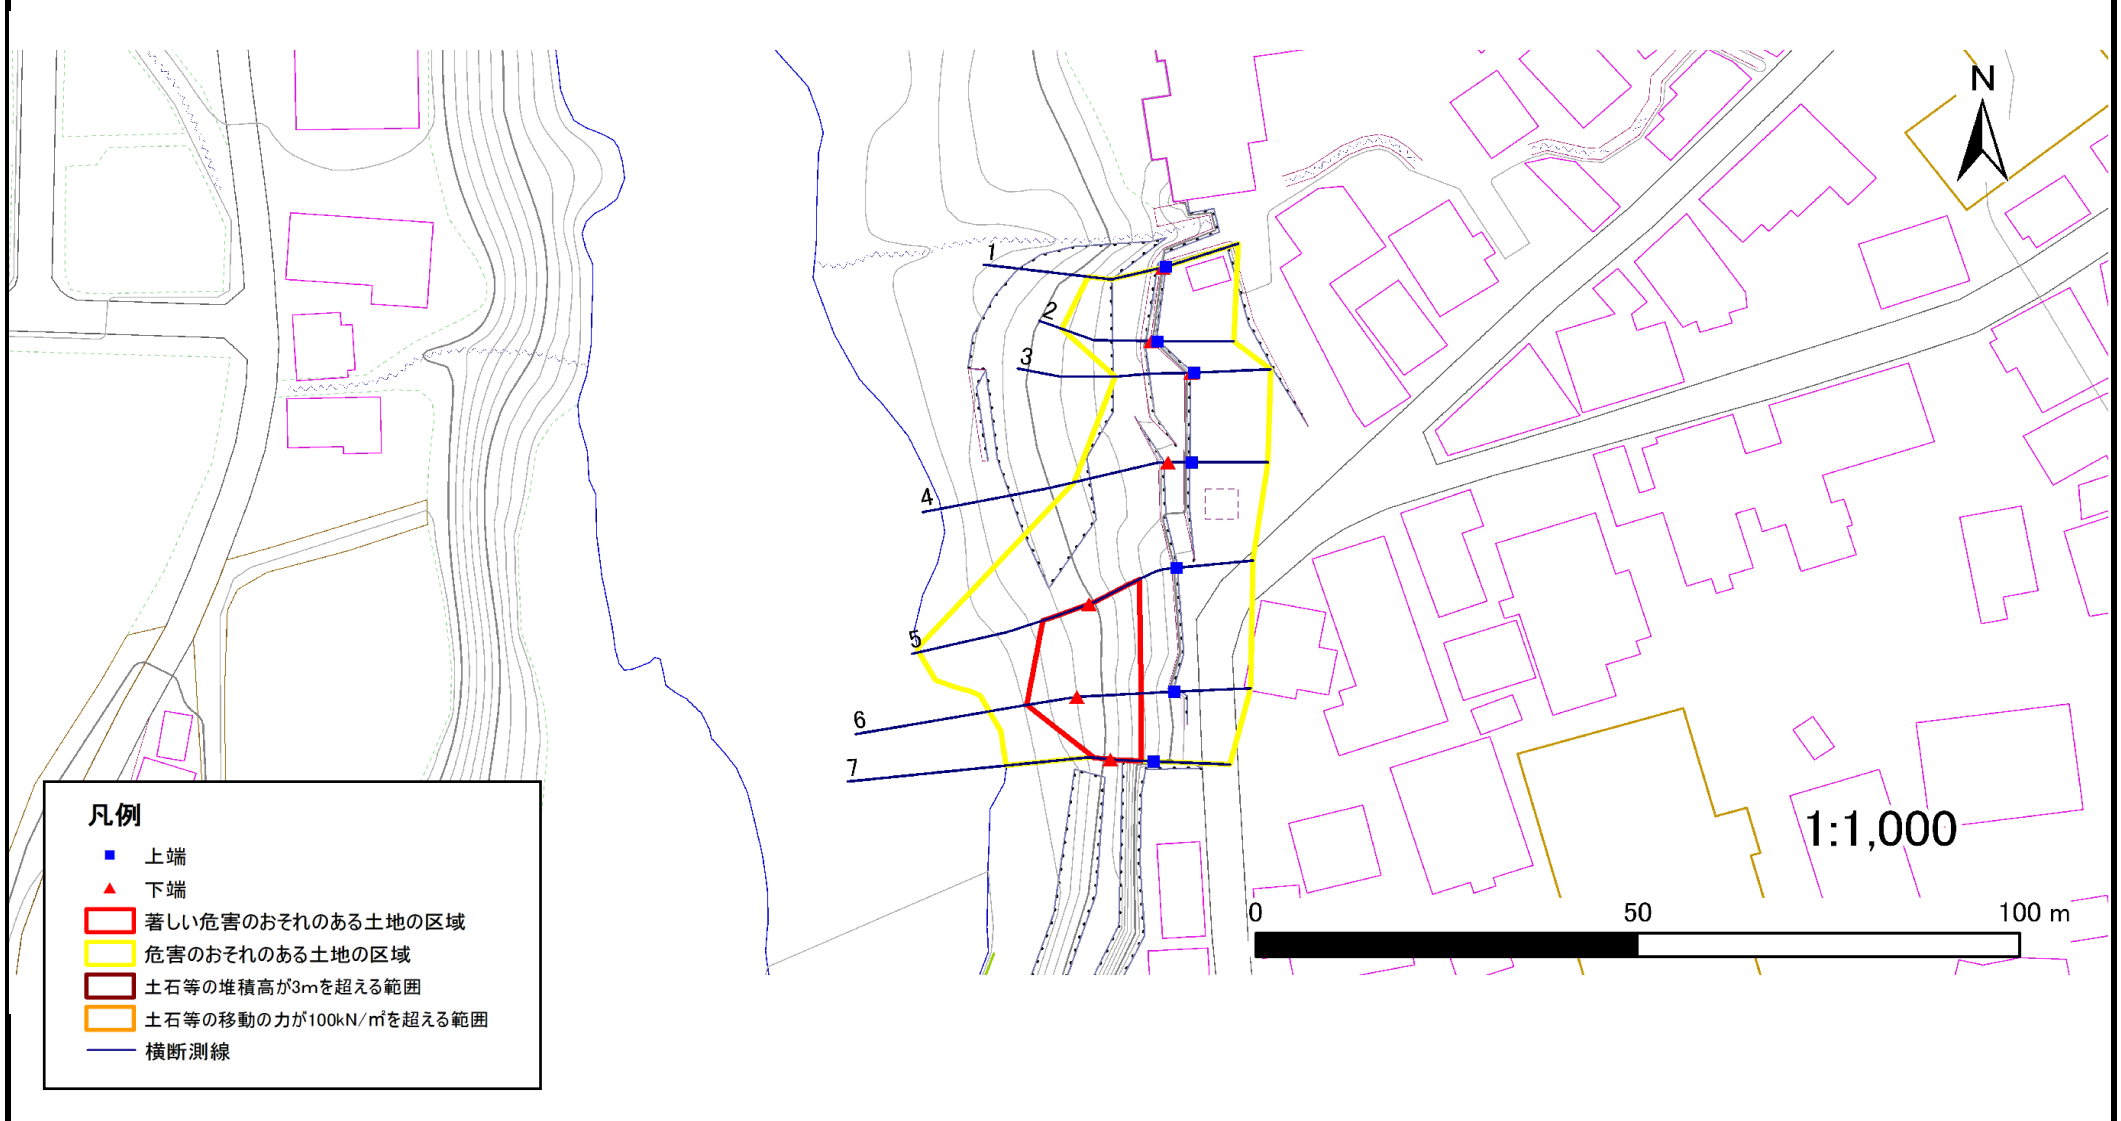 N
1
2
3
4
5
6
7
凡例
上端
下端
著しい危害のおそれのある土地の区域
危害のおそれのある土地の区域
土石等の堆積高が3mを超える範囲
土石等の移動の力が100kN/㎡を超える範囲
横断測線
1:1,000
0 50 100 m